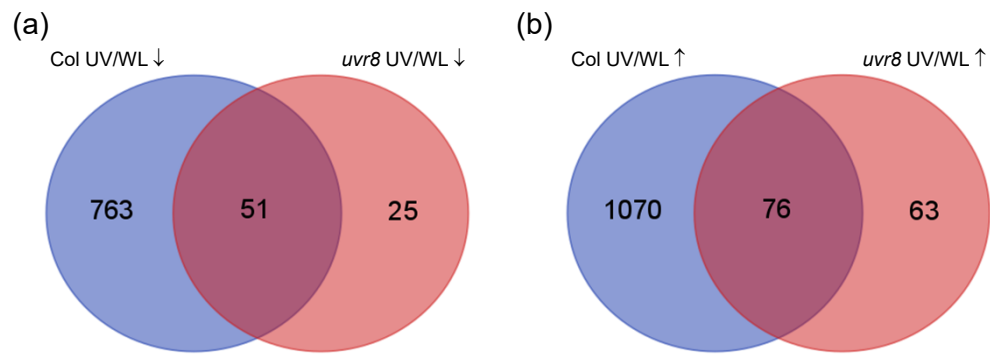 (a)
Col UV/WL ↓
uvr8 UV/WL ↓
763
51
25
(b)
Col UV/WL ↑
uvr8 UV/WL ↑
1070
76
63